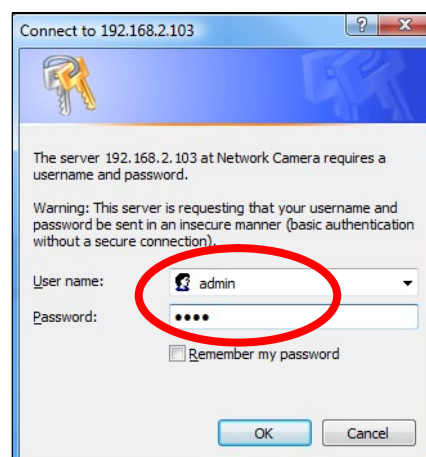 Connect to 192.168.2.103
The server 192.168.2.103 at Network Camera requires a
username and password.
Warning: This server is requesting that your username and
password be sent in an insecure manner (basic authentication
without a secure connection).
User name:
admin
Password:
••••
Remember my password
OK
Cancel